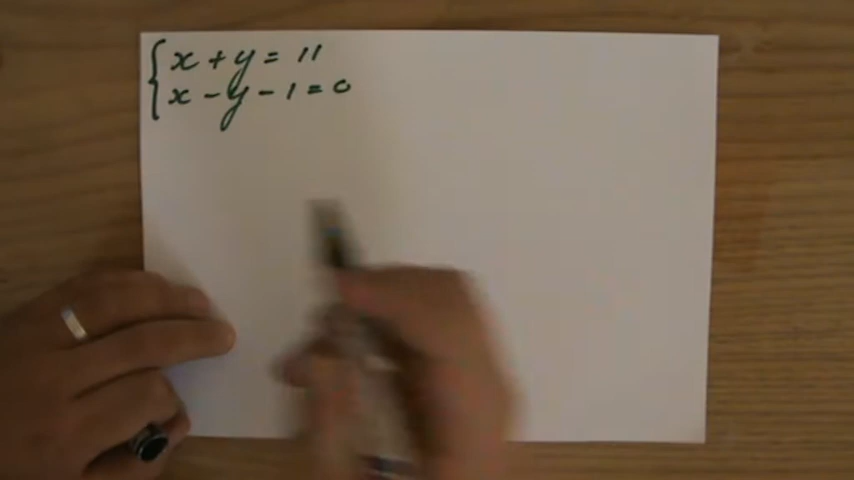 x + y = 11
x - y - 1 = 0